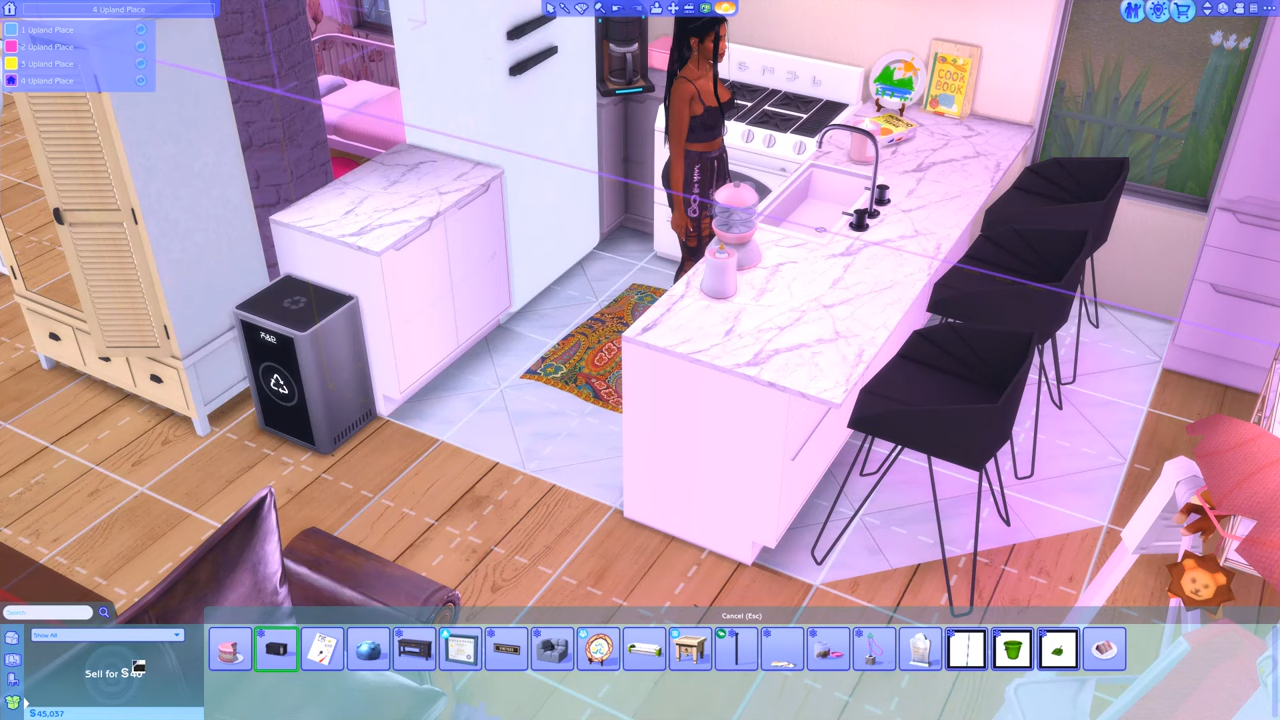 4 Upland Place
1 Upland Place
2 Upland Place
3 Upland Place
4 Upland Place
COOK
BOOK
Cancel (Esc)
Search
Show All
Sell for §40
§45,037